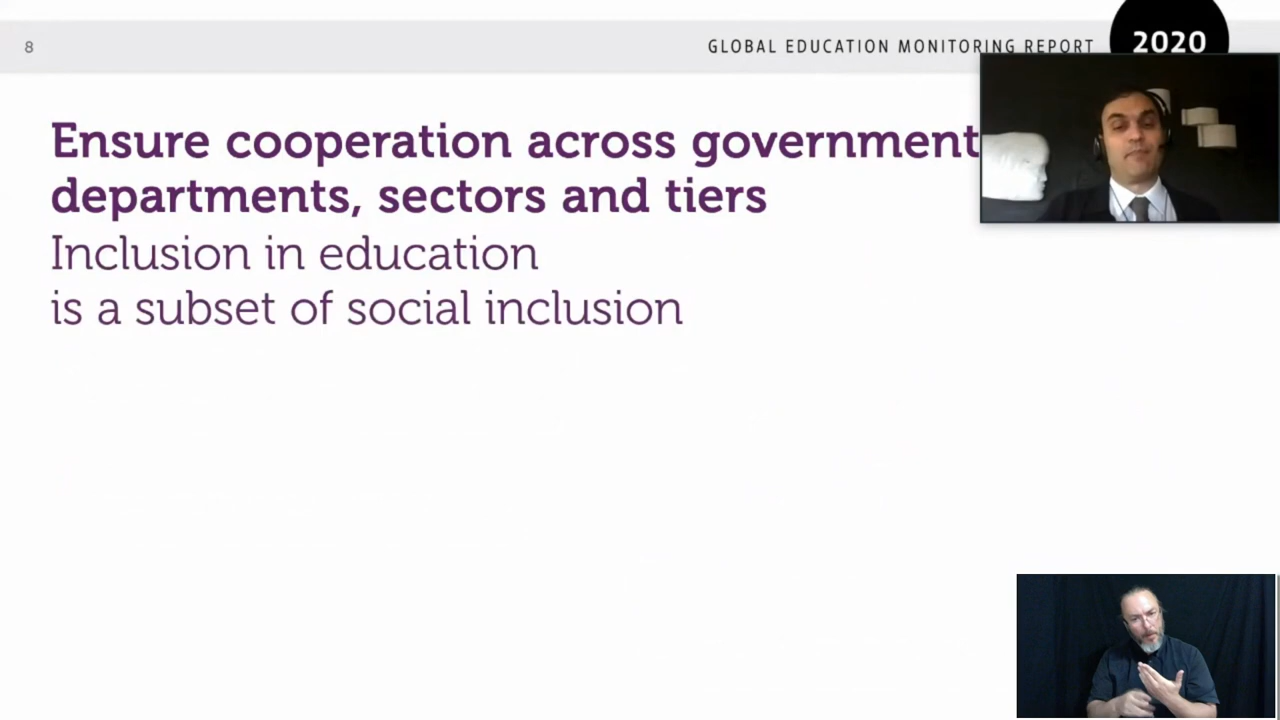 8
GLOBAL EDUCATION MONITORING REPORT
2020
Ensure cooperation across government
departments, sectors and tiers
Inclusion in education
is a subset of social inclusion